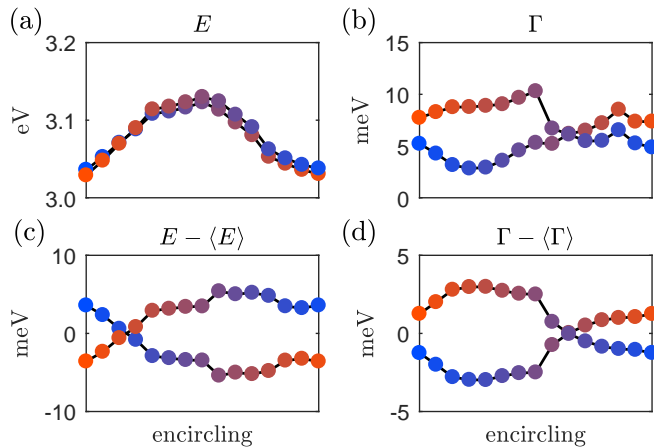 (a) E
3.2
3.1
3.0
eV
(b) Γ
15
10
5
0
meV
(c) E − ⟨E⟩
10
0
-10
meV
encircling
(d) Γ − ⟨Γ⟩
5
0
-5
meV
encircling